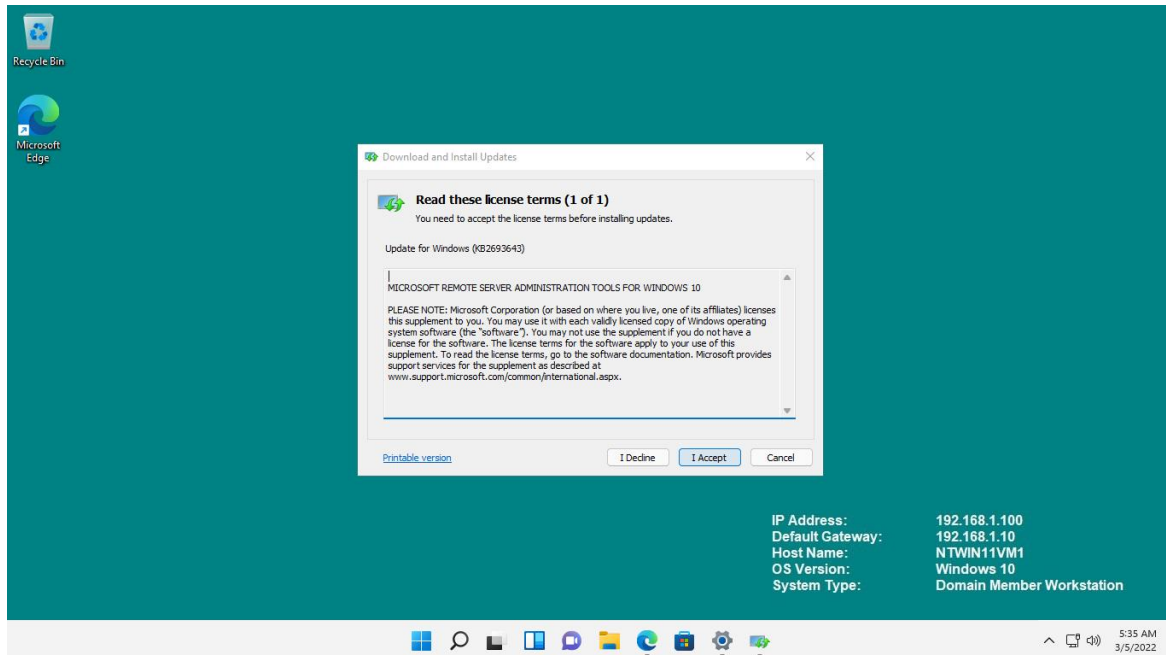 Recycle Bin
Microsoft
Edge
Download and Install Updates
Read these license terms (1 of 1)
You need to accept the license terms before installing updates.
Update for Windows (KB2693643)
MICROSOFT REMOTE SERVER ADMINISTRATION TOOLS FOR WINDOWS 10
PLEASE NOTE: Microsoft Corporation (or based on where you live, one of its affiliates) licenses
this supplement to you. You may use it with each validly licensed copy of Windows operating
system software (the “software”). You may not use the supplement if you do not have a
license for the software. The license terms for the software apply to your use of this
supplement. To read the license terms, go to the software documentation. Microsoft provides
support services for the supplement as described at
www.support.microsoft.com/common/international.aspx.
Printable version
I Decline
I Accept
Cancel
IP Address: 192.168.1.100
Default Gateway: 192.168.1.10
Host Name: NTWIN11VM1
OS Version: Windows 10
System Type: Domain Member Workstation
5:35 AM
3/5/2022